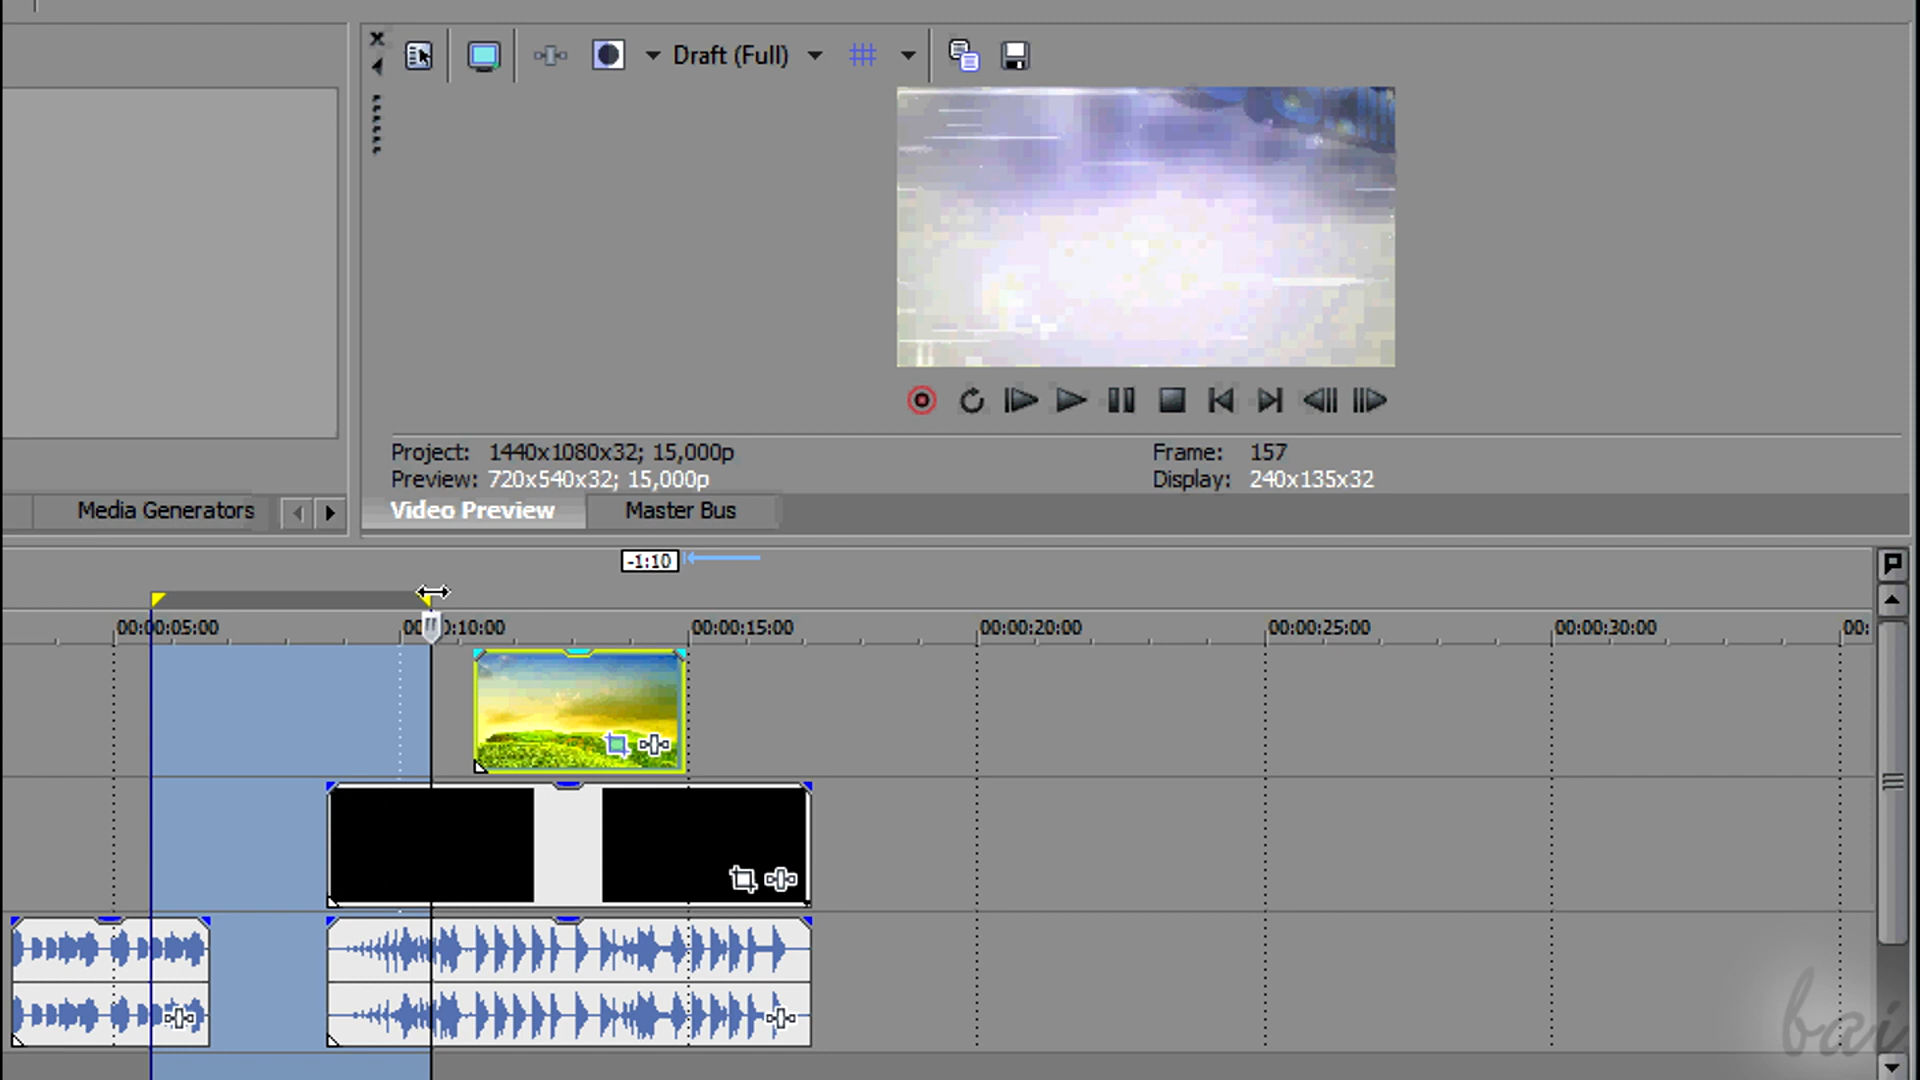 Draft (Full)
Project: 1440x1080x32; 15,000p
Frame: 157
Preview: 720x540x32; 15,000p
Display: 240x135x32
Media Generators
Video Preview
Master Bus
-1:10
00:00:05:00
00:00:10:00
00:00:15:00
00:00:20:00
00:00:25:00
00:00:30:00
00:
bai